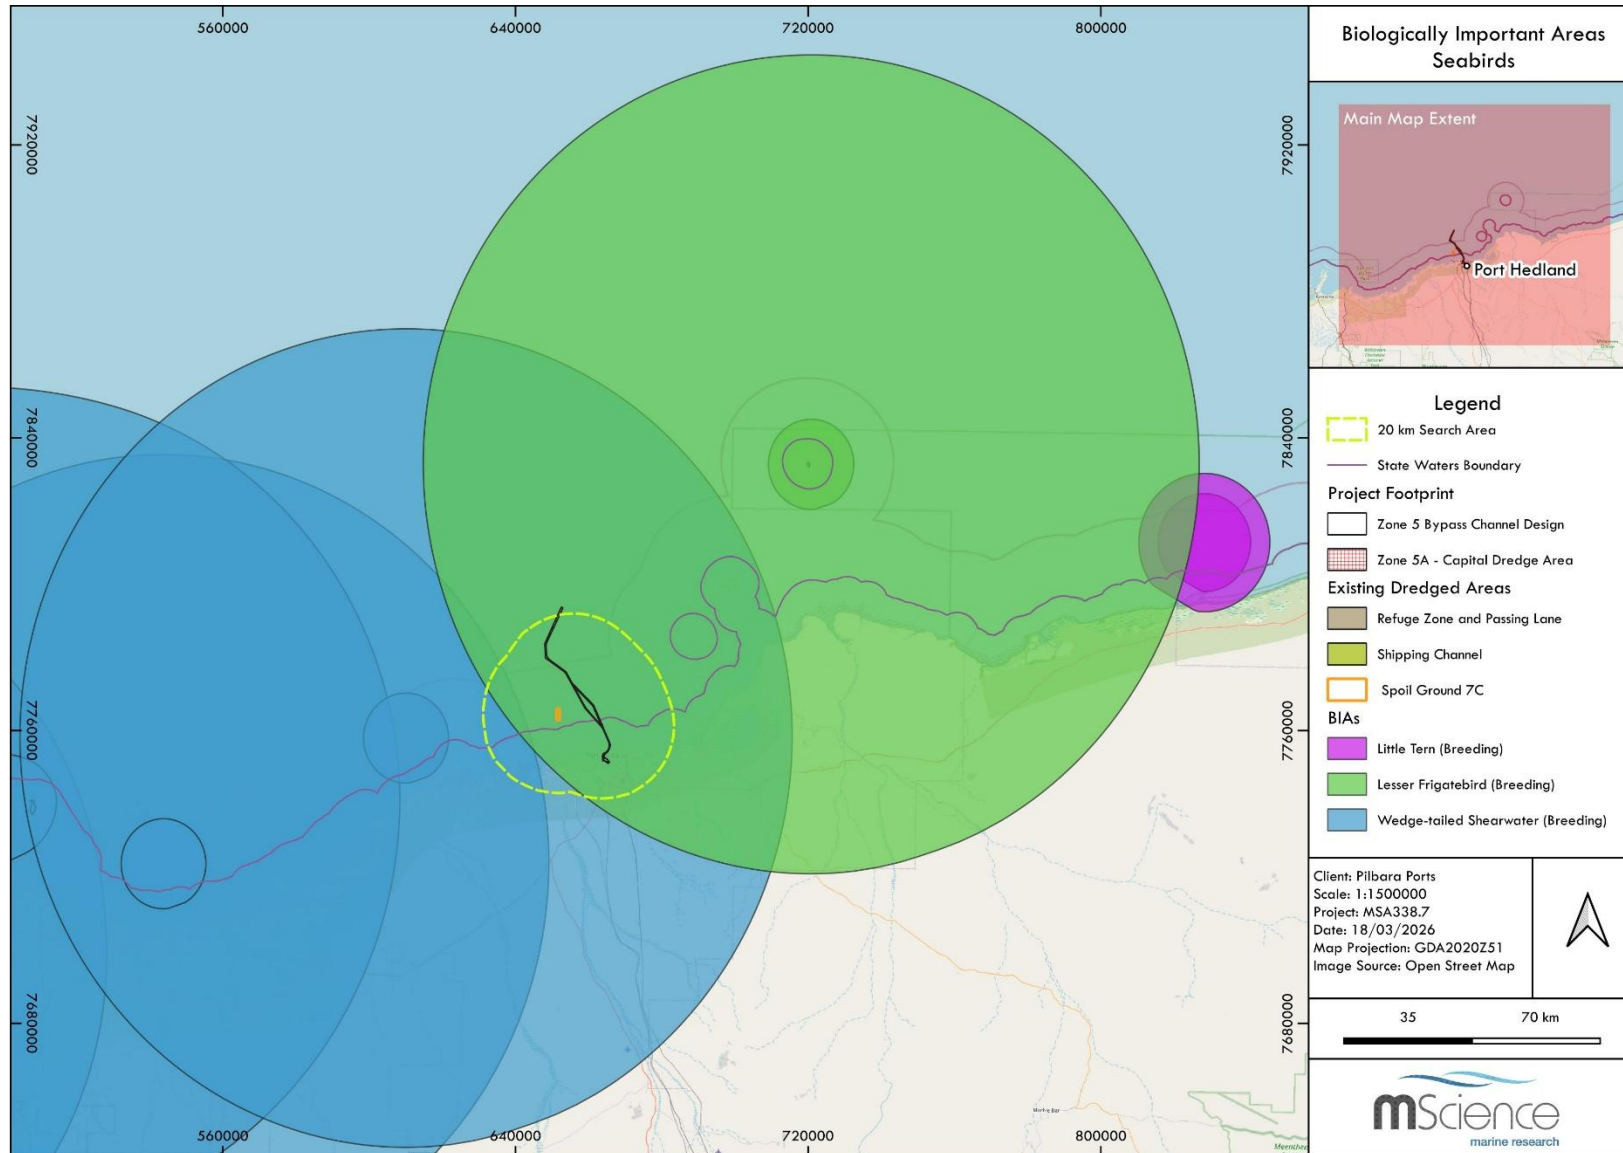 560000
640000
720000
800000
7920000
7920000
7840000
7840000
7760000
7760000
7680000
7680000
Marble Bar
560000
640000
720000
800000
Biologically Important Areas
Seabirds
Main Map Extent
Port Hedland
Legend
20 km Search Area
State Waters Boundary
Project Footprint
Zone 5 Bypass Channel Design
Zone 5A - Capital Dredge Area
Existing Dredged Areas
Refuge Zone and Passing Lane
Shipping Channel
Spoil Ground 7C
BIAs
Little Tern (Breeding)
Lesser Frigatebird (Breeding)
Wedge-tailed Shearwater (Breeding)
Client: Pilbara Ports
Scale: 1:1500000
Project: MSA338.7
Date: 18/03/2026
Map Projection: GDA2020Z51
Image Source: Open Street Map
35 70 km
mScience
marine research